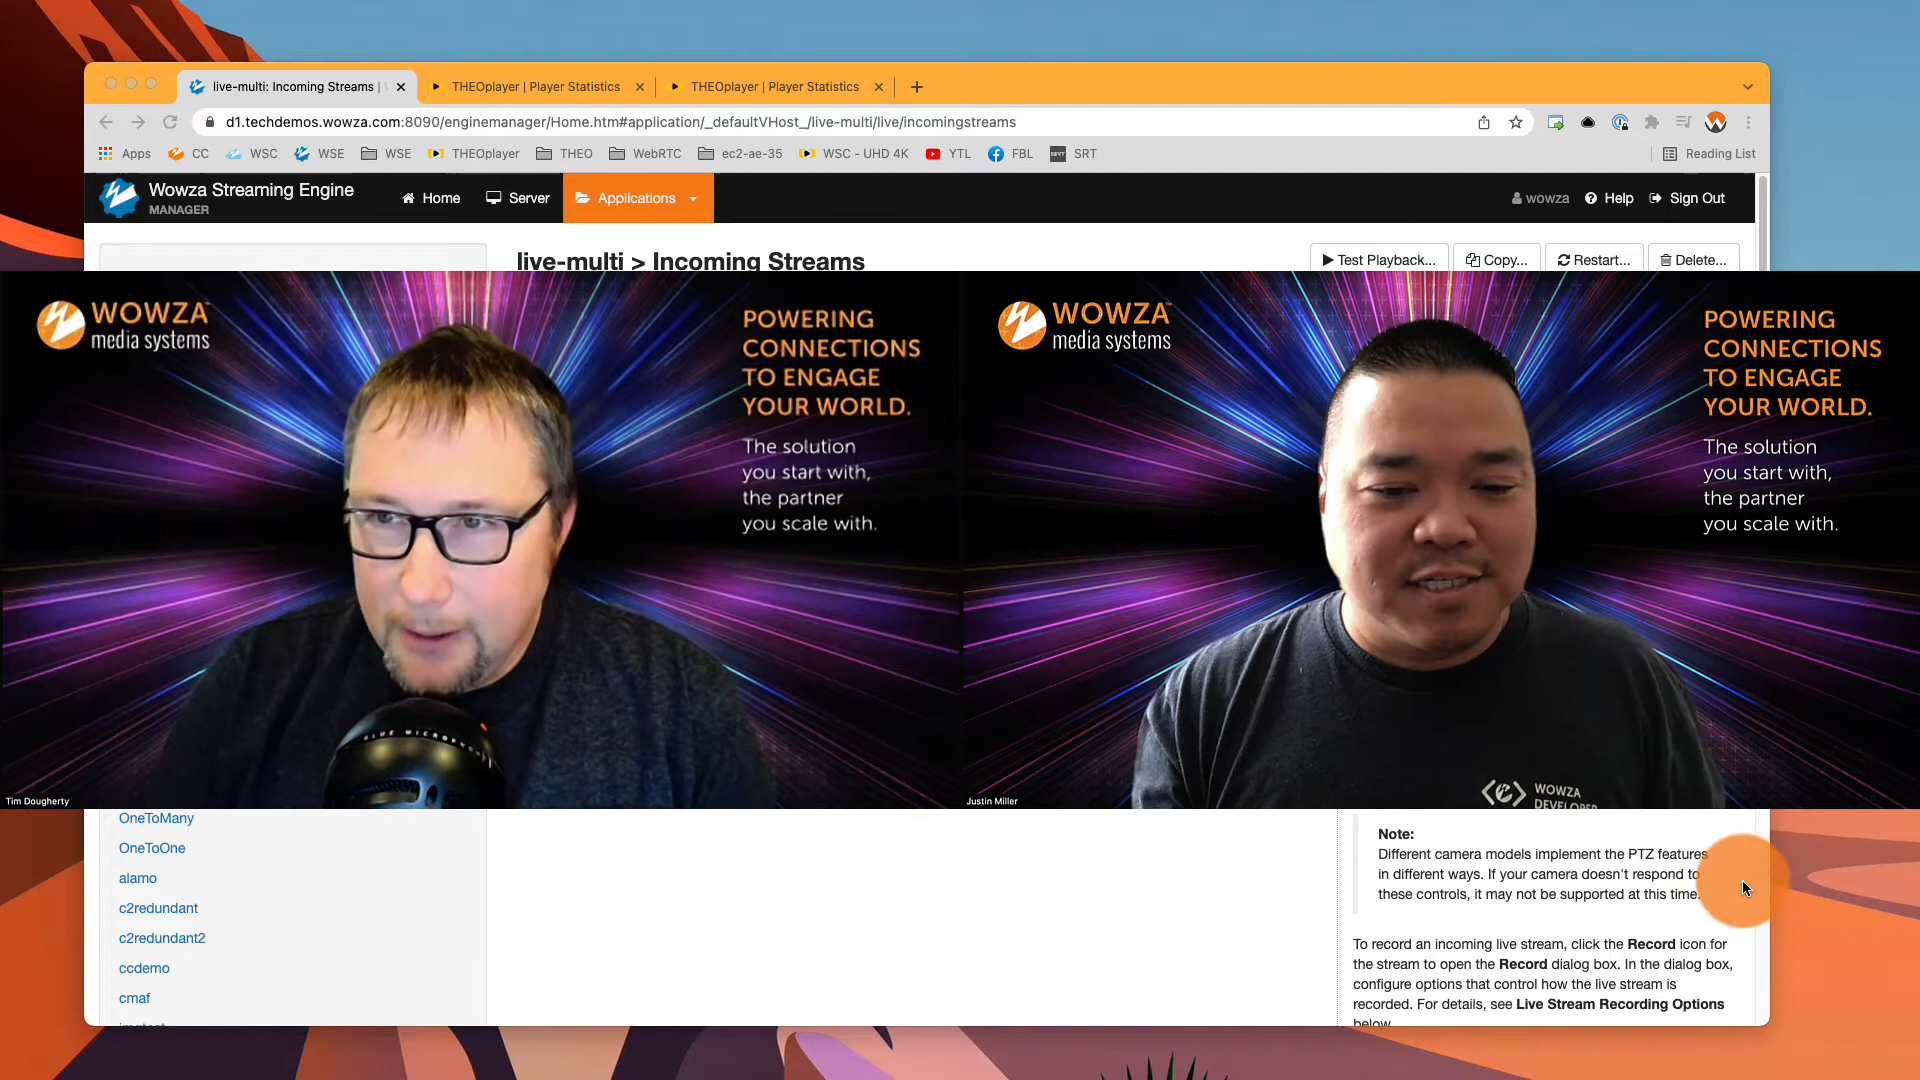 live-multi: Incoming Streams |
THEOplayer | Player Statistics
THEOplayer | Player Statistics
d1.techdemos.wowza.com:8090/enginemanager/Home.htm#application/_defaultVHost_/live-multi/live/incomingstreams
Apps CC WSC WSE WSE THEOplayer THEO WebRTC ec2-ae-35 WSC - UHD 4K YTL FBL SRT Reading List
Wowza Streaming Engine
MANAGER
Home Server Applications wowza Help Sign Out
live-multi > Incoming Streams
Test Playback... Copy... Restart... Delete...
WOWZA™
media systems
POWERING
CONNECTIONS
TO ENGAGE
YOUR WORLD.
The solution
you start with,
the partner
you scale with.
BLUE MICROPHONES
Tim Dougherty
WOWZA™
media systems
POWERING
CONNECTIONS
TO ENGAGE
YOUR WORLD.
The solution
you start with,
the partner
you scale with.
WOWZA
DEVELOPER
Justin Miller
OneToMany
OneToOne
alamo
c2redundant
c2redundant2
ccdemo
cmaf
Note:
Different camera models implement the PTZ features
in different ways. If your camera doesn't respond to
these controls, it may not be supported at this time.
To record an incoming live stream, click the Record icon for
the stream to open the Record dialog box. In the dialog box,
configure options that control how the live stream is
recorded. For details, see Live Stream Recording Options
below